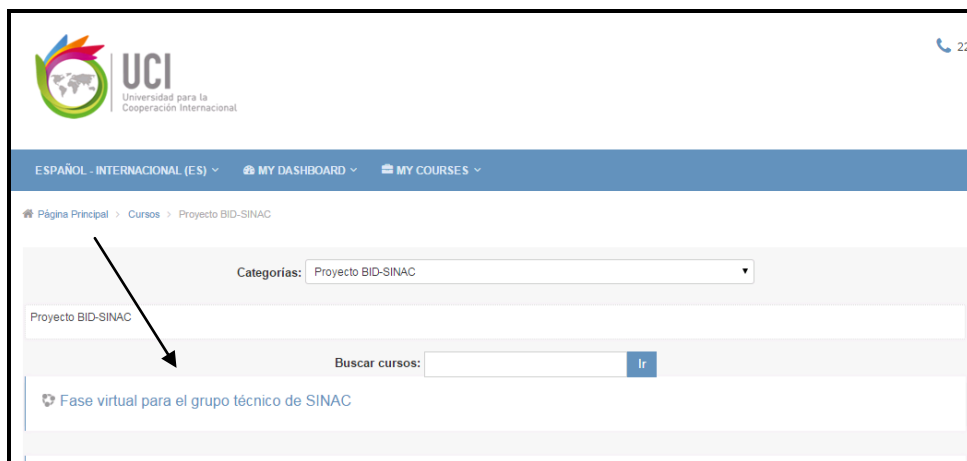 UCI
Universidad para la
Cooperación Internacional
22
ESPAÑOL - INTERNACIONAL (ES) MY DASHBOARD MY COURSES
Página Principal > Cursos > Proyecto BID-SINAC
Categorías: Proyecto BID-SINAC
Proyecto BID-SINAC
Buscar cursos: Ir
Fase virtual para el grupo técnico de SINAC